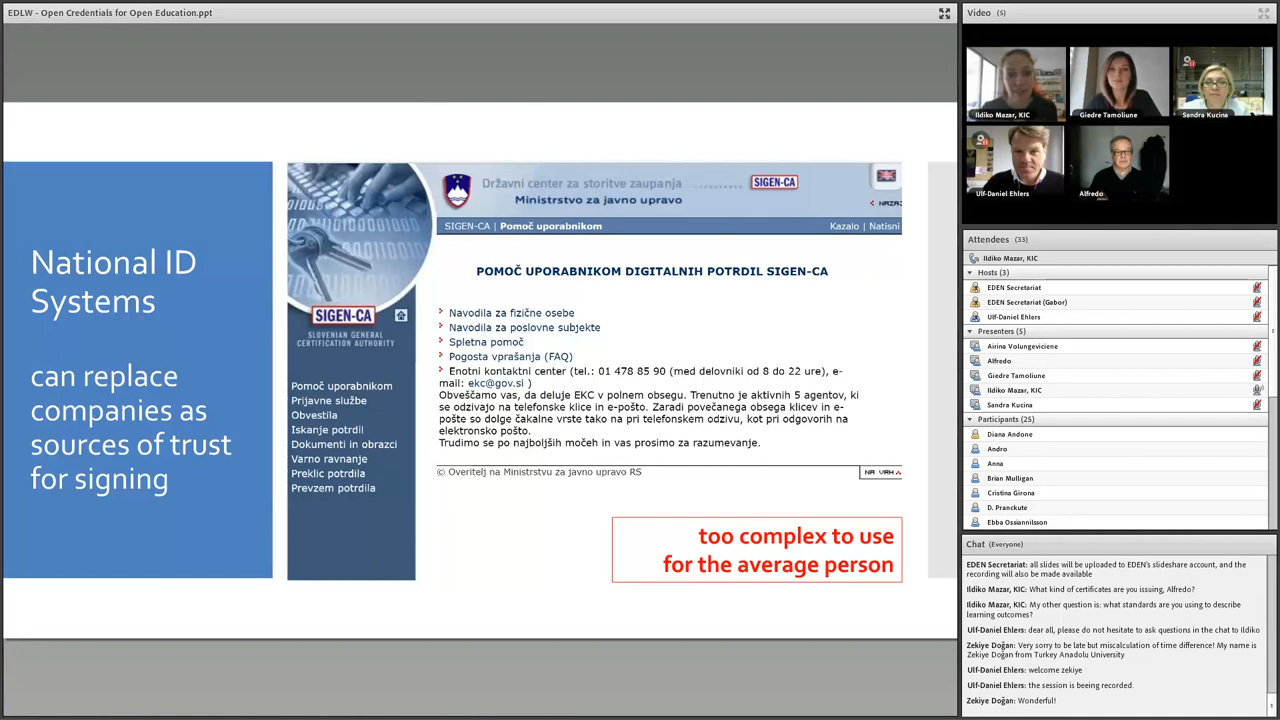 EDLW - Open Credentials for Open Education.ppt
National ID
Systems
can replace
companies as
sources of trust
for signing
SIGEN-CA
SLOVENIAN GENERAL
CERTIFICATION AUTHORITY
Pomoč uporabnikom
Prijavne službe
Obvestila
Iskanje potrdil
Dokumenti in obrazci
Varno ravnanje
Preklic potrdila
Prevzem potrdila
Državni center za storitve zaupanja
SIGEN-CA
Ministrstvo za javno upravo
NAZAJ
SIGEN-CA | Pomoč uporabnikom
Kazalo | Natisni
POMOČ UPORABNIKOM DIGITALNIH POTRDIL SIGEN-CA
Navodila za fizične osebe
Navodila za poslovne subjekte
Spletna pomoč
Pogosta vprašanja (FAQ)
Enotni kontaktni center (tel.: 01 478 85 90 (med delovniki od 8 do 22 ure), e-
mail: ekc@gov.si )
Obveščamo vas, da deluje EKC v polnem obsegu. Trenutno je aktivnih 5 agentov, ki
se odzivajo na telefonske klice in e-pošto. Zaradi povečanega obsega klicev in e-
pošte so dolge čakalne vrste tako na pri telefonskem odzivu, kot pri odgovorih na
elektronsko pošto.
Trudimo se po najboljših močeh in vas prosimo za razumevanje.
© Overitelj na Ministrstvu za javno upravo RS
NA VRH
too complex to use
for the average person
Video (5)
Ildiko Mazar, KIC
Giedre Tamoliune
Sandra Kucina
Ulf-Daniel Ehlers
Alfredo
Attendees (33)
Ildiko Mazar, KIC
Hosts (3)
EDEN Secretariat
EDEN Secretariat (Gabor)
Ulf-Daniel Ehlers
Presenters (5)
Airina Volungeviciene
Alfredo
Giedre Tamoliune
Ildiko Mazar, KIC
Sandra Kucina
Participants (25)
Diana Andone
Andro
Anna
Brian Mulligan
Cristina Girona
D. Pranckute
Ebba Ossiannilsson
Chat (Everyone)
EDEN Secretariat: all slides will be uploaded to EDEN's slideshare account, and the
recording will also be made available
Ildiko Mazar, KIC: What kind of certificates are you issuing, Alfredo?
Ildiko Mazar, KIC: My other question is: what standards are you using to describe
learning outcomes?
Ulf-Daniel Ehlers: dear all, please do not hesitate to ask questions in the chat to Ildiko
Zekiye Doğan: Very sorry to be late but miscalculation of time difference! My name is
Zekiye Doğan from Turkey Anadolu University
Ulf-Daniel Ehlers: welcome zekiye
Ulf-Daniel Ehlers: the session is beeing recorded.
Zekiye Doğan: Wonderful!